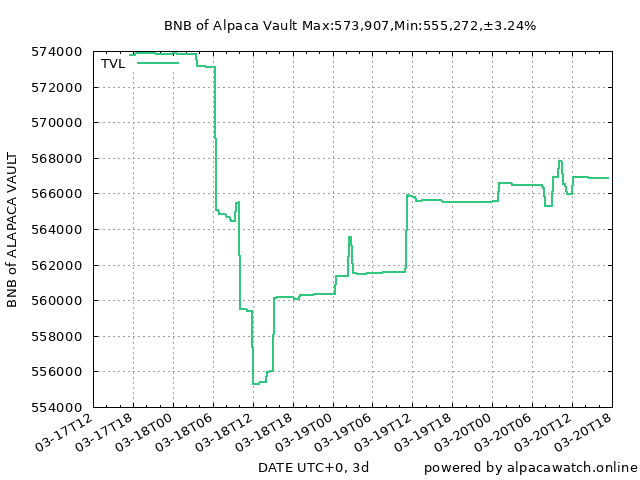 BNB of Alpaca Vault Max:573,907,Min:555,272,±3.24%
TVL
574000
572000
570000
568000
566000
564000
562000
560000
558000
556000
554000
BNB of ALAPACA VAULT
03-17T12
03-17T18
03-18T00
03-18T06
03-18T12
03-18T18
03-19T00
03-19T06
03-19T12
03-19T18
03-20T00
03-20T06
03-20T12
03-20T18
DATE UTC+0, 3d
powered by alpacawatch.online